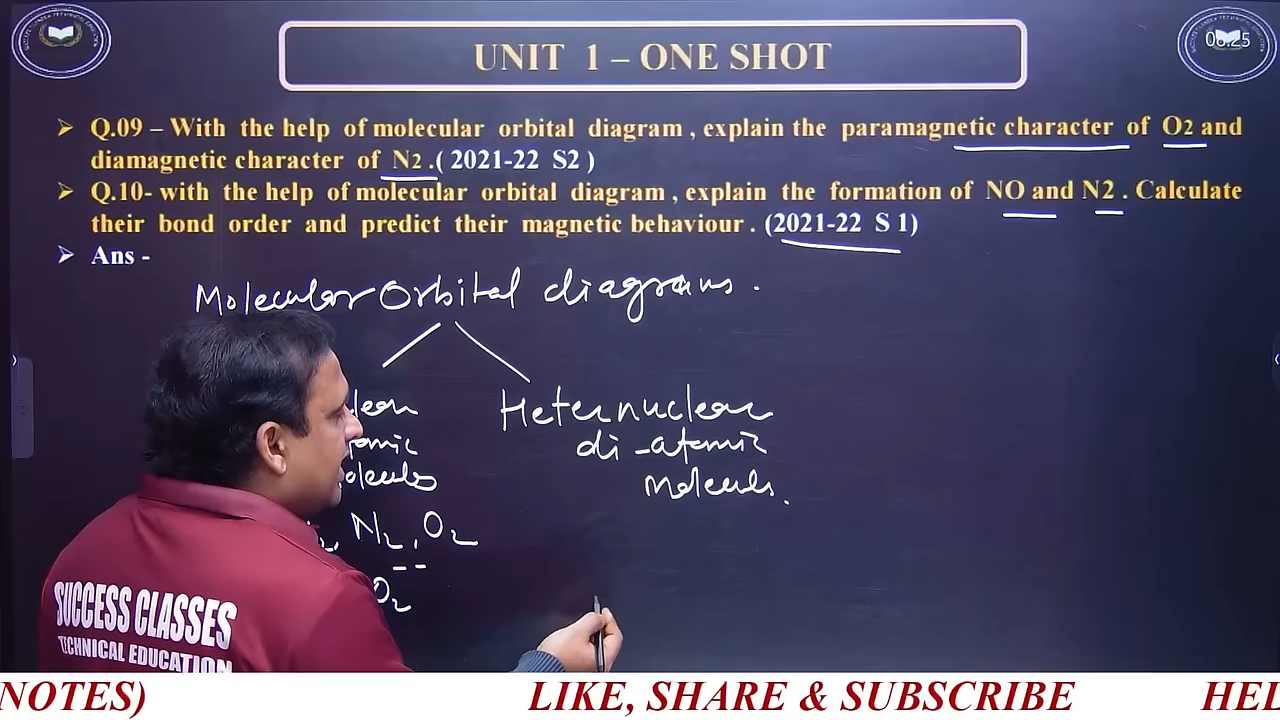 UNIT 1 – ONE SHOT
06:25
➢ Q.09 – With the help of molecular orbital diagram , explain the paramagnetic character of O2 and
diamagnetic character of N2 .( 2021-22 S2 )
➢ Q.10- with the help of molecular orbital diagram , explain the formation of NO and N2 . Calculate
their bond order and predict their magnetic behaviour . (2021-22 S 1)
➢ Ans -
Molecular Orbital diagrams .
Heternuclear
di-atomic
Molecules.
N2, O2
O2
SUCCESS CLASSES
TECHNICAL EDUCATION
NOTES) LIKE, SHARE & SUBSCRIBE HEL